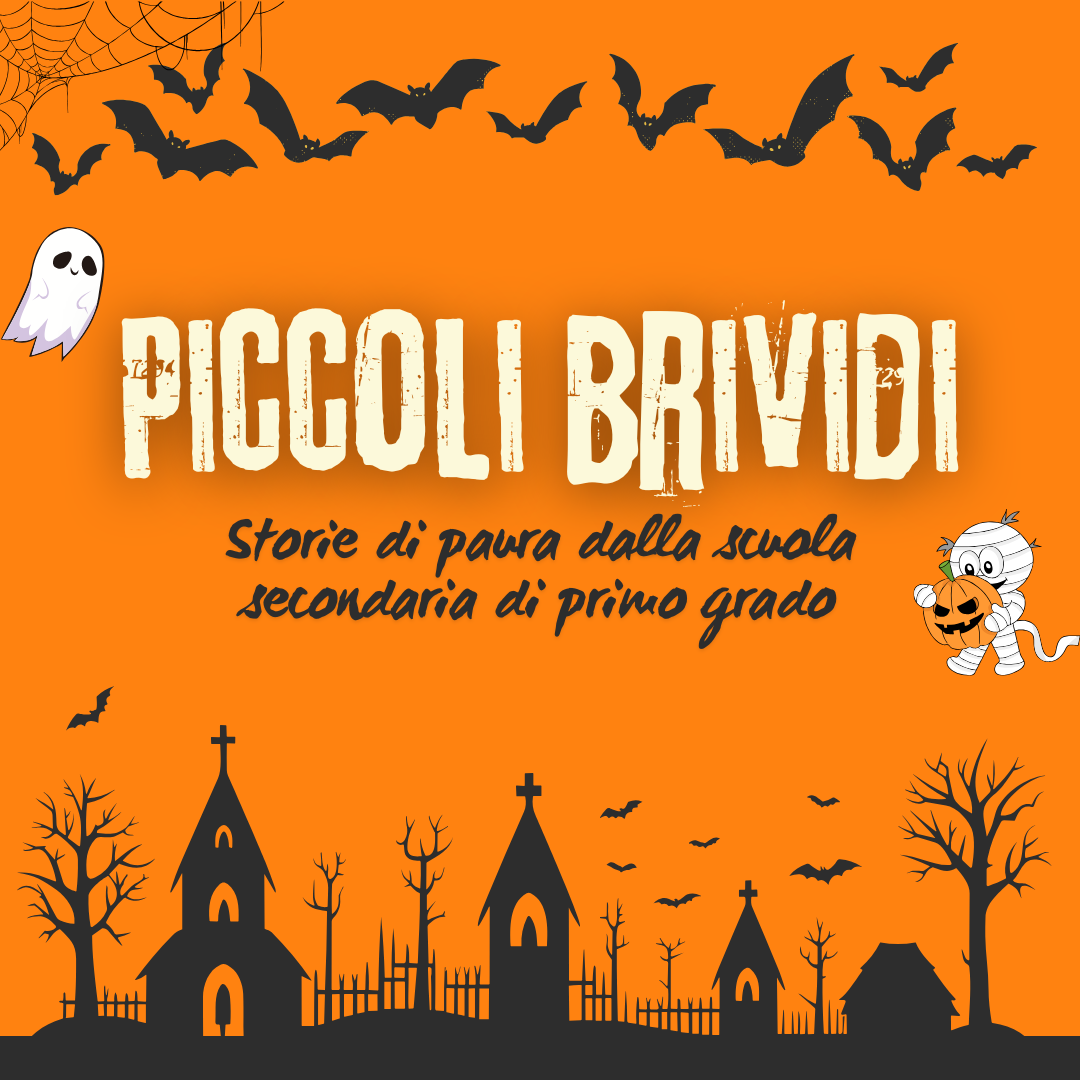 PICCOLI BRIVIDI
Storie di paura dalla scuola
secondaria di primo grado